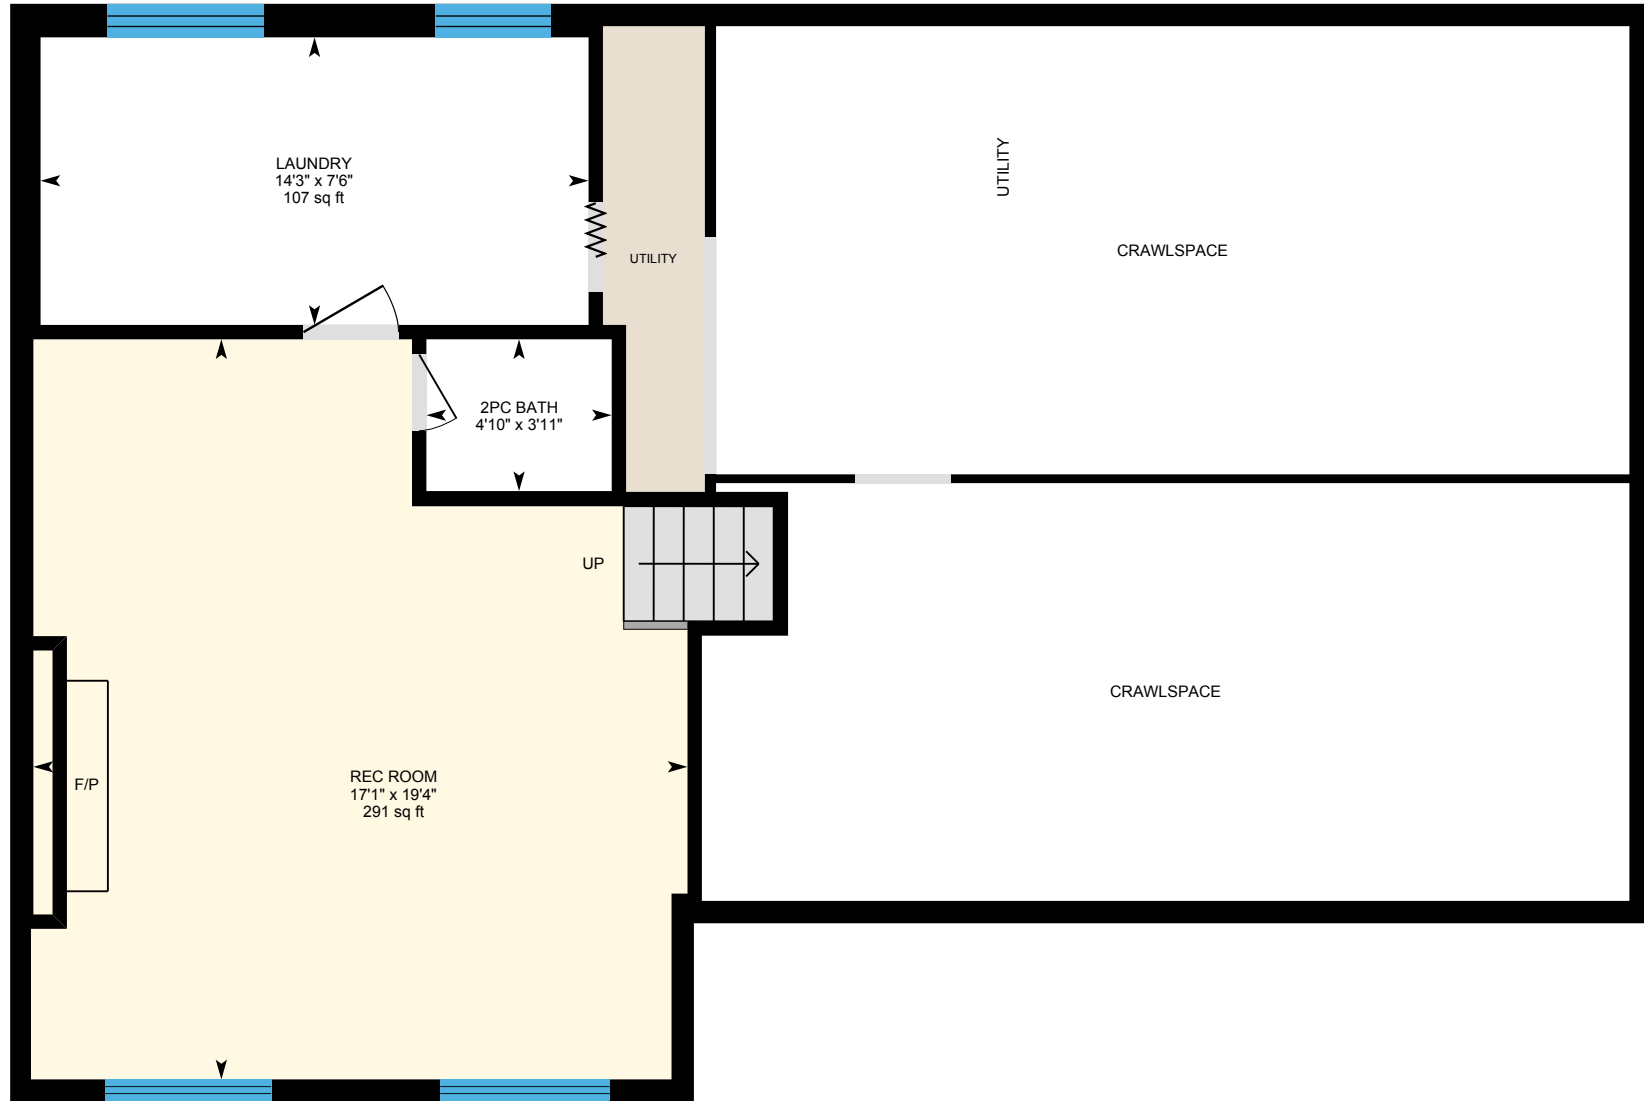 LAUNDRY
14'3" x 7'6"
107 sq ft
UTILITY
UTILITY
CRAWLSPACE
2PC BATH
4'10" x 3'11"
UP
CRAWLSPACE
F/P
REC ROOM
17'1" x 19'4"
291 sq ft